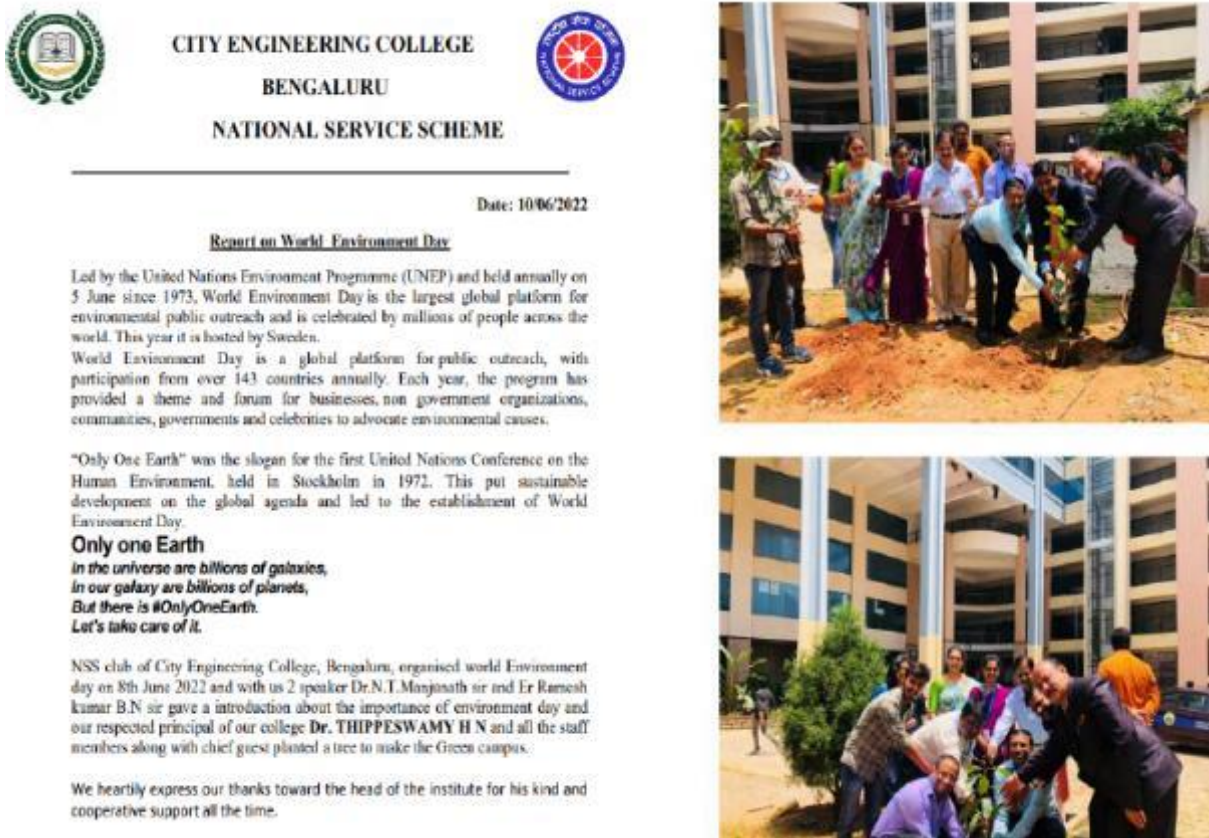 CITY ENGINEERING COLLEGE
BENGALURU
NATIONAL SERVICE SCHEME
Date: 10/06/2022
Report on World Environment Day
Led by the United Nations Environment Programme (UNEP) and held annually on
5 June since 1973, World Environment Day is the largest global platform for
environmental public outreach and is celebrated by millions of people across the
world. This year it is hosted by Sweden.
World Environment Day is a global platform for public outreach, with
participation from over 143 countries annually. Each year, the program has
provided a theme and forum for businesses, non government organizations,
communities, governments and celebrities to advocate environmental causes.
“Only One Earth” was the slogan for the first United Nations Conference on the
Human Environment, held in Stockholm in 1972. This put sustainable
development on the global agenda and led to the establishment of World
Environment Day.
Only one Earth
In the universe are billions of galaxies,
In our galaxy are billions of planets,
But there is #OnlyOneEarth.
Let's take care of it.
NSS club of City Engineering College, Bengaluru, organised world Environment
day on 8th June 2022 and with us 2 speaker Dr.N.T.Manjunath sir and Er Ramesh
kumar B.N sir gave a introduction about the importance of environment day and
our respected principal of our college Dr. THIPPESWAMY H N and all the staff
members along with chief guest planted a tree to make the Green campus.
We heartily express our thanks toward the head of the institute for his kind and
cooperative support all the time.